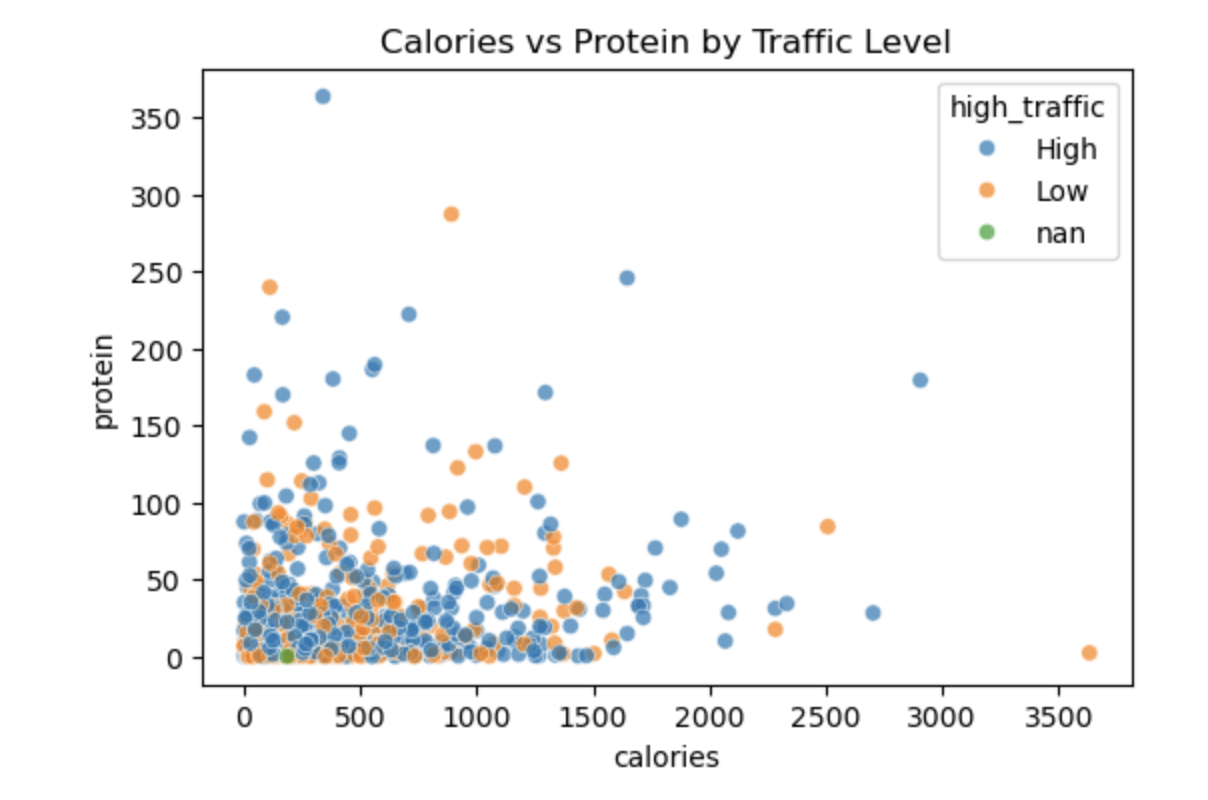 Calories vs Protein by Traffic Level
high_traffic
High
Low
nan
protein
350
300
250
200
150
100
50
0
0 500 1000 1500 2000 2500 3000 3500
calories